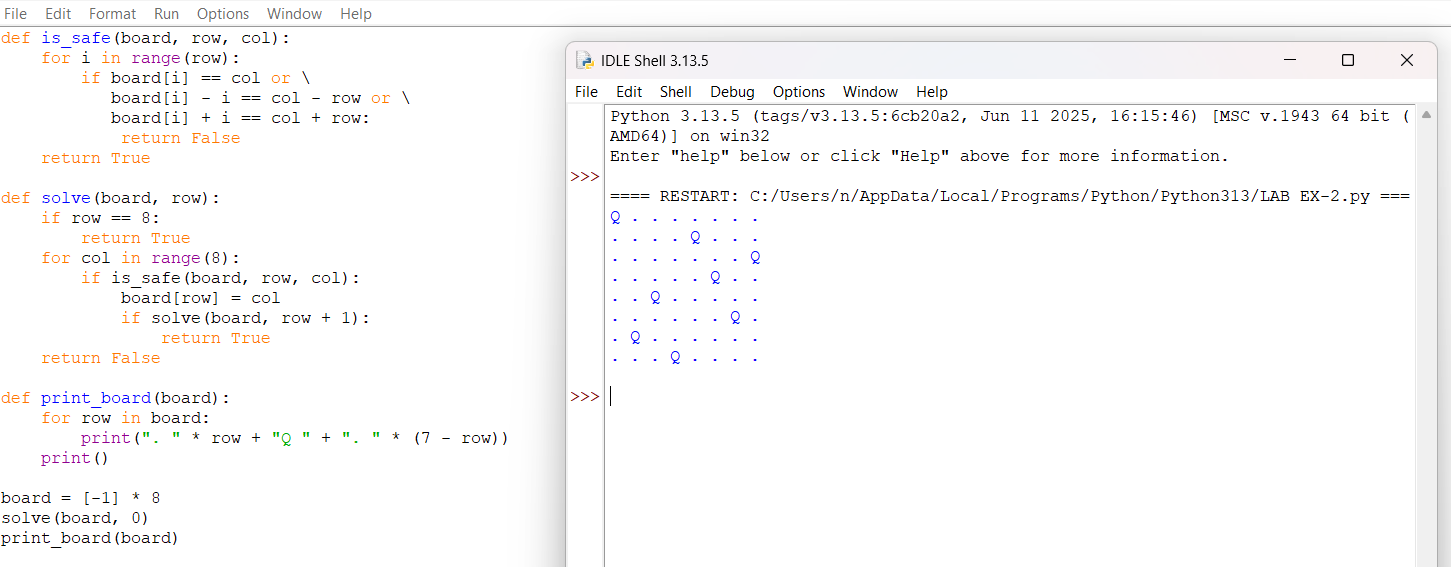 File Edit Format Run Options Window Help
def is_safe(board, row, col):
    for i in range(row):
        if board[i] == col or \
           board[i] - i == col - row or \
           board[i] + i == col + row:
            return False
    return True

def solve(board, row):
    if row == 8:
        return True
    for col in range(8):
        if is_safe(board, row, col):
            board[row] = col
            if solve(board, row + 1):
                return True
    return False

def print_board(board):
    for row in board:
        print(". " * row + "Q " + ". " * (7 - row))
    print()

board = [-1] * 8
solve(board, 0)
print_board(board)
IDLE Shell 3.13.5
File Edit Shell Debug Options Window Help
Python 3.13.5 (tags/v3.13.5:6cb20a2, Jun 11 2025, 16:15:46) [MSC v.1943 64 bit (
AMD64)] on win32
Enter "help" below or click "Help" above for more information.
>>>
==== RESTART: C:/Users/n/AppData/Local/Programs/Python/Python313/LAB EX-2.py ===
Q . . . . . . .
. . . . Q . . .
. . . . . . . Q
. . . . . Q . .
. . Q . . . . .
. . . . . . Q .
. Q . . . . . .
. . . Q . . . .
>>>